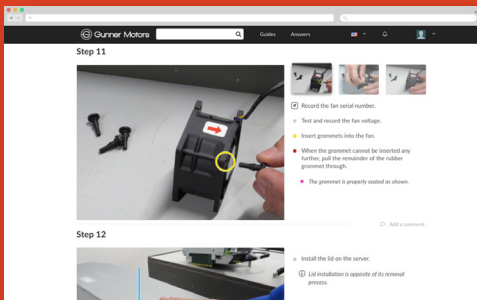 Gunner Motors
Guides
Answers
Step 11
Record the fan serial number.
Test and record the fan voltage.
Insert grommets into the fan.
When the grommet cannot be inserted any
further, pull the remainder of the rubber
grommet through.
The grommet is properly seated as shown.
Add a comment
Step 12
Install the lid on the server.
Lid installation is opposite of its removal
process.